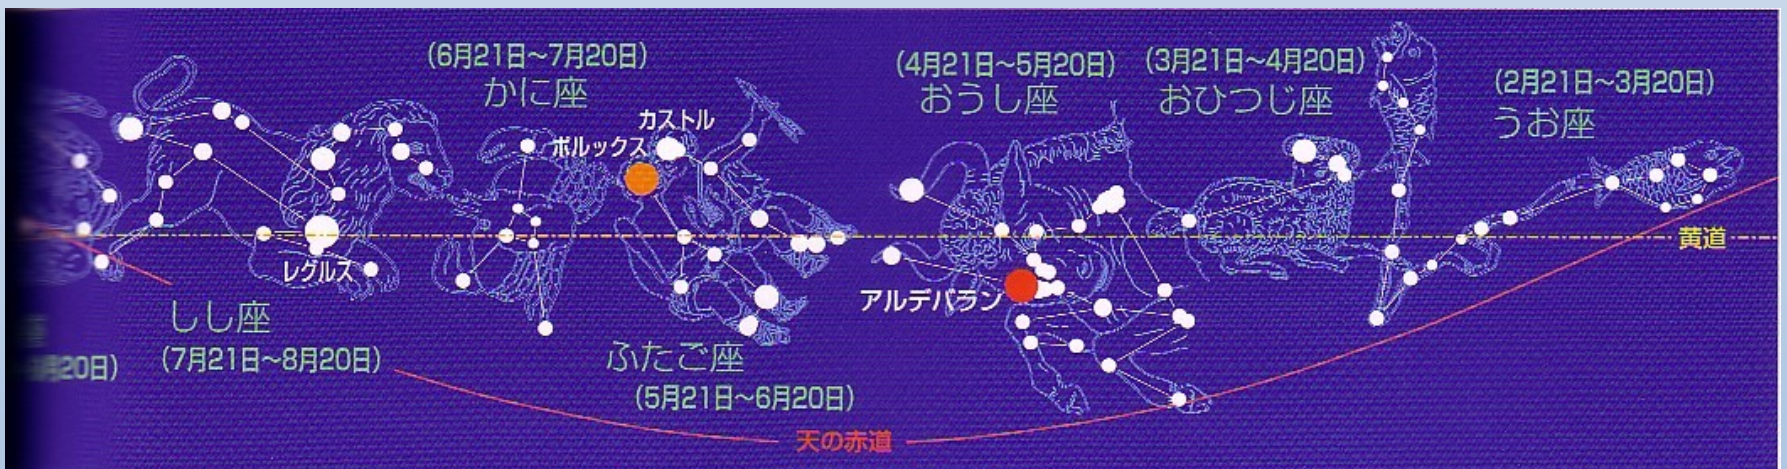 (6月21日~7月20日)
かに座
カストル
ポルックス
(4月21日~5月20日)
おうし座
(3月21日~4月20日)
おひつじ座
(2月21日~3月20日)
うお座
黄道
レグルス
アルデバラン
しし座
(7月21日~8月20日)
月20日)
ふたご座
(5月21日~6月20日)
天の赤道